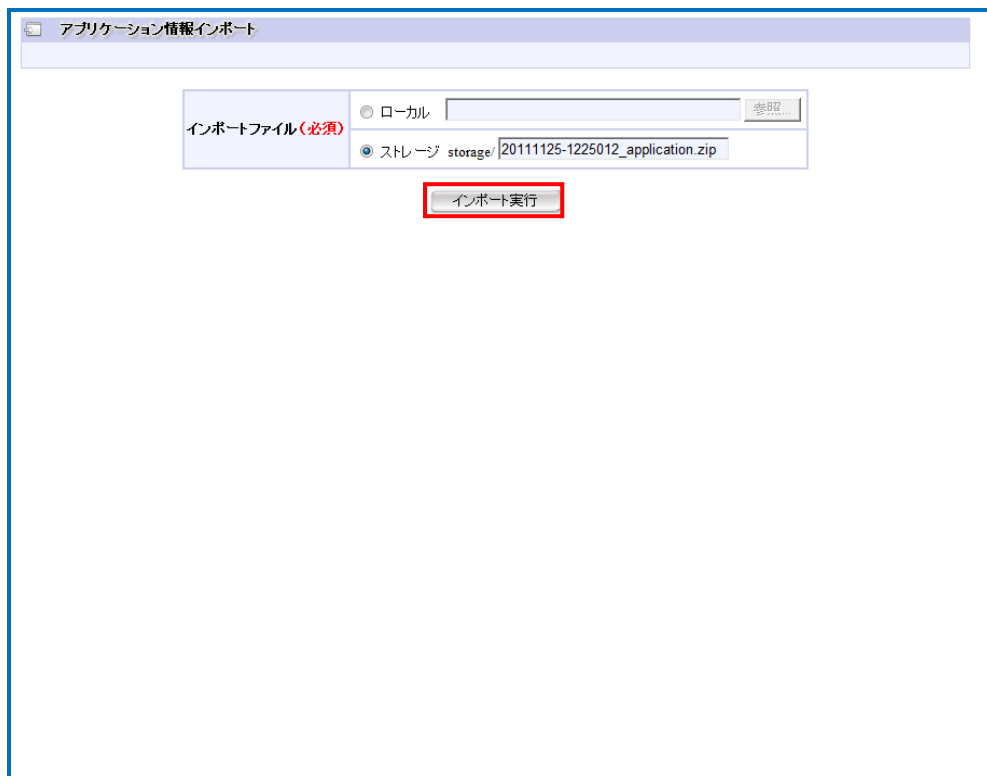 アプリケーション情報インポート
インポートファイル(必須)
ローカル 参照...
ストレージ storage/ 20111125-1225012_application.zip
インポート実行